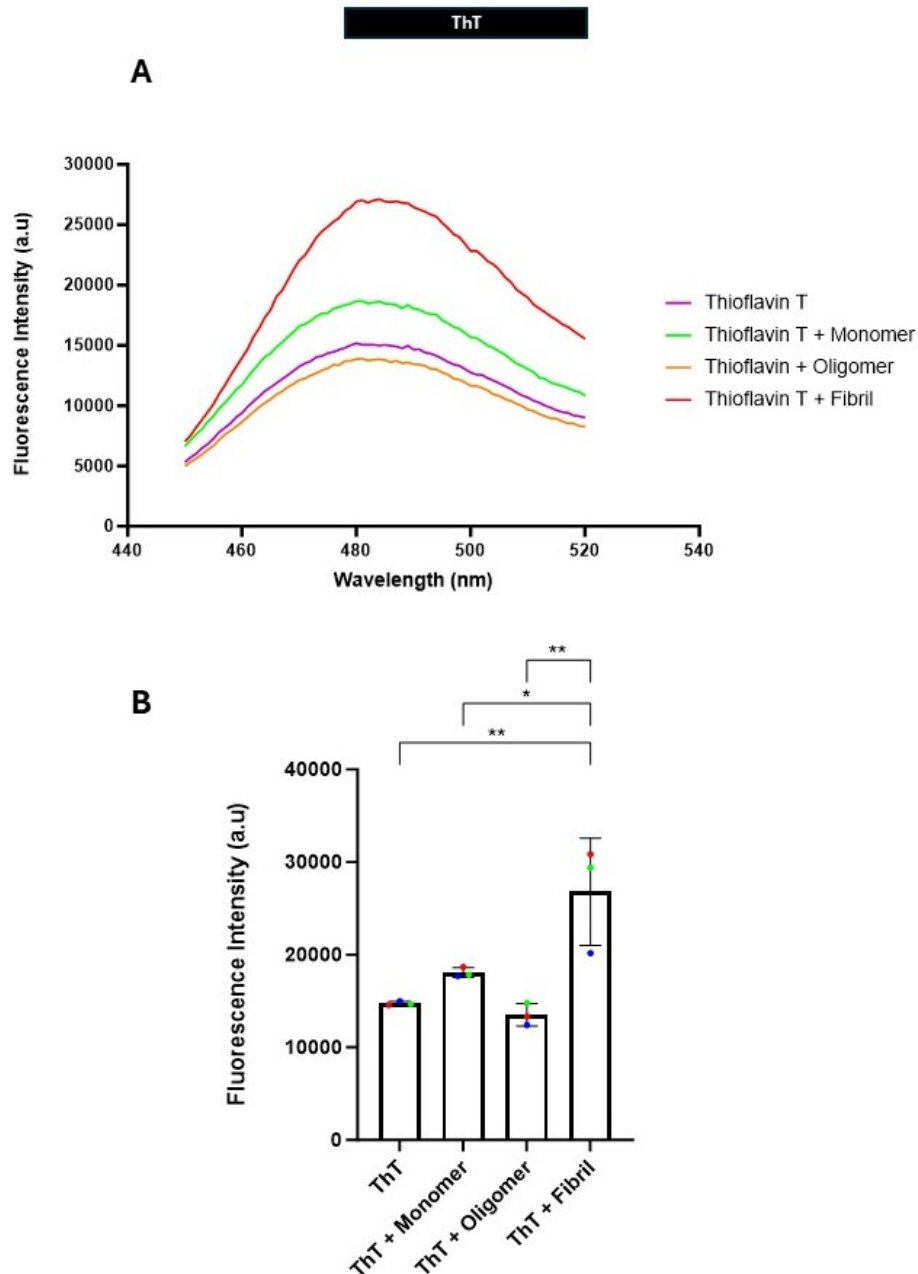 ThT
A
30000
25000
20000
15000
10000
5000
0
Fluorescence Intensity (a.u)
440
460
480
500
520
540
Wavelength (nm)
Thioflavin T
Thioflavin T + Monomer
Thioflavin + Oligomer
Thioflavin T + Fibril
B
**
*
**
40000
30000
20000
10000
0
Fluorescence Intensity (a.u)
ThT
ThT + Monomer
ThT + Oligomer
ThT + Fibril